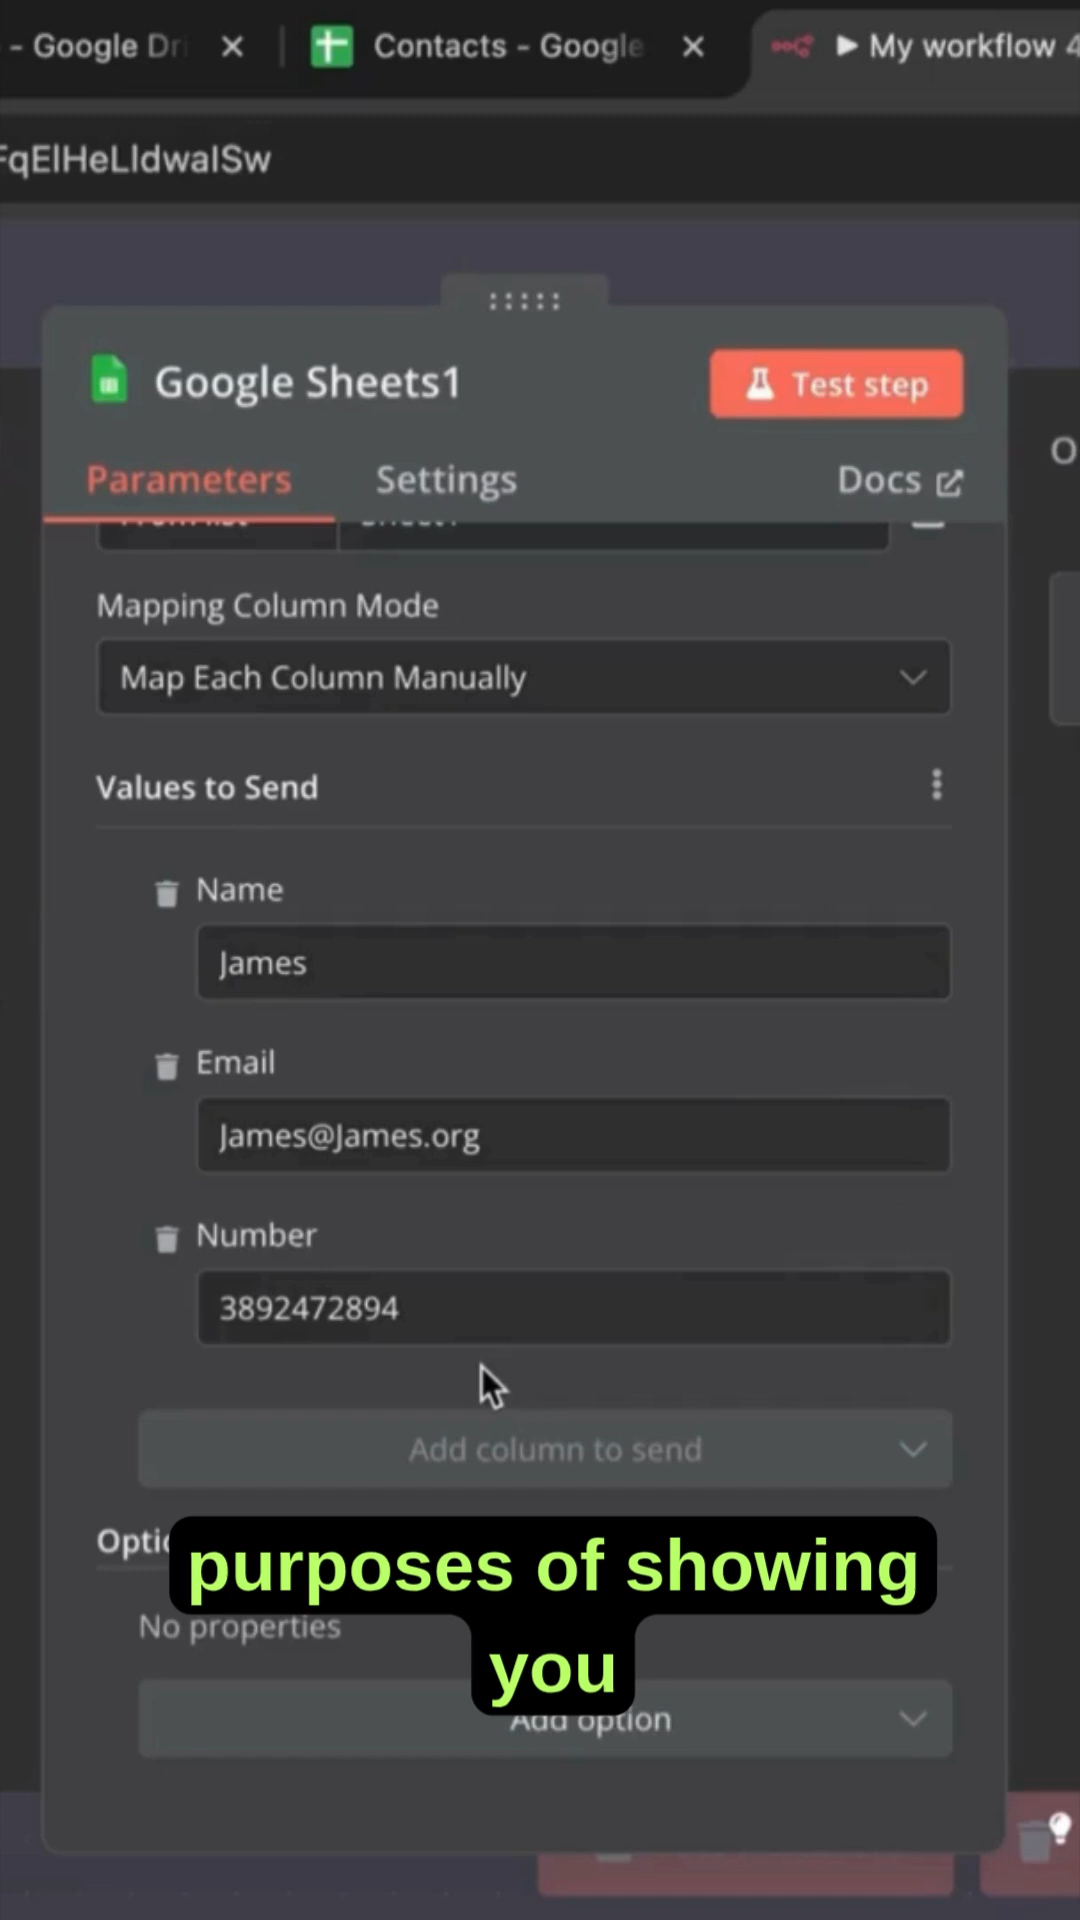 - Google Dri
Contacts - Google
My workflow 4
FqElHeLldwalSw
Google Sheets1
Test step
Parameters
Settings
Docs
Mapping Column Mode
Map Each Column Manually
Values to Send
Name
James
Email
James@James.org
Number
3892472894
Add column to send
purposes of showing
you
No properties
Add option